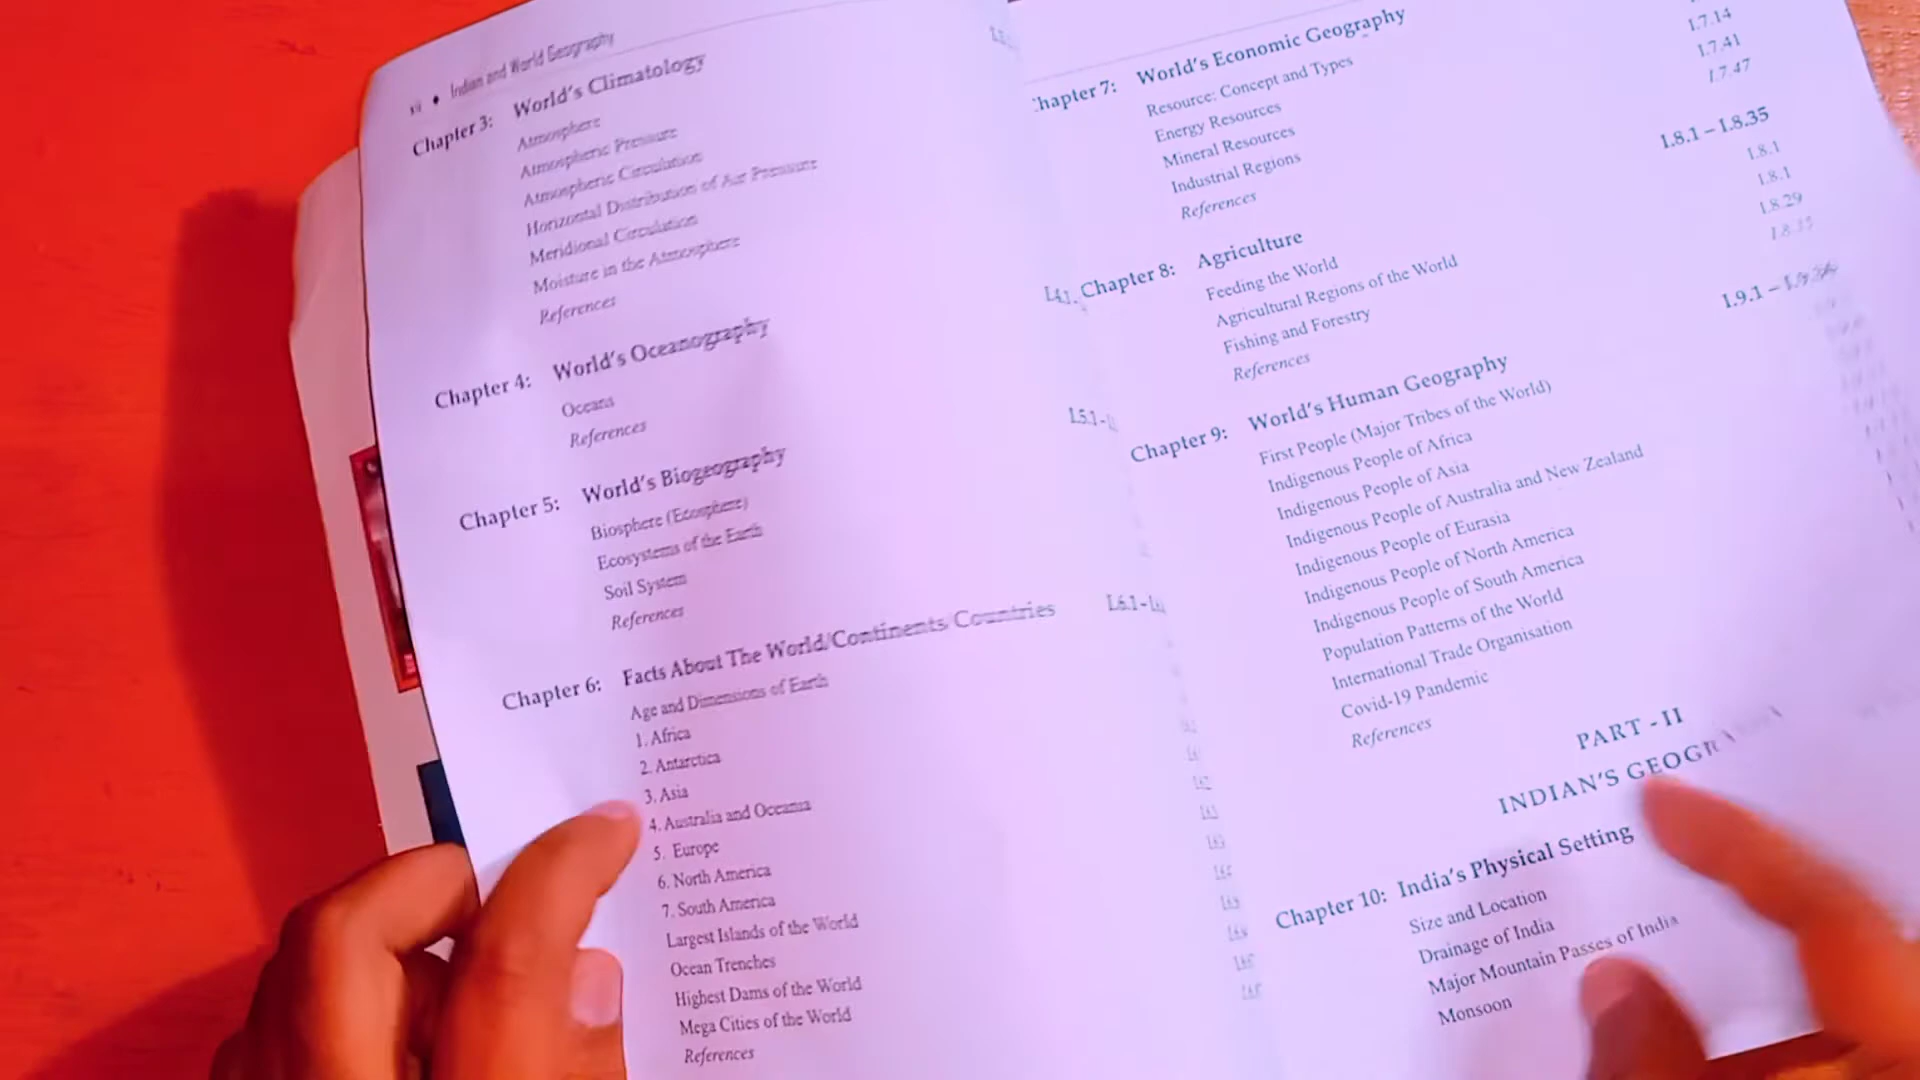 xii ♦ Indian and World Geography
Chapter 3: World's Climatology
Atmosphere
Atmospheric Pressure
Atmospheric Circulation
Horizontal Distribution of Air Pressure
Meridional Circulation
Moisture in the Atmosphere
References
Chapter 4: World's Oceanography
Oceans
References
Chapter 5: World's Biogeography
Biosphere (Ecosphere)
Ecosystems of the Earth
Soil System
References
Chapter 6: Facts About The World/Continents/Countries
Age and Dimensions of Earth
1. Africa
2. Antarctica
3. Asia
4. Australia and Oceania
5. Europe
6. North America
7. South America
Largest Islands of the World
Ocean Trenches
Highest Dams of the World
Mega Cities of the World
References
Chapter 7: World's Economic Geography
Resource: Concept and Types
Energy Resources I.7.14
Mineral Resources I.7.41
Industrial Regions I.7.47
References
Chapter 8: Agriculture I.8.1 – I.8.35
Feeding the World I.8.1
Agricultural Regions of the World I.8.1
Fishing and Forestry I.8.29
References I.8.35
Chapter 9: World's Human Geography I.9.1 –
First People (Major Tribes of the World)
Indigenous People of Africa
Indigenous People of Asia
Indigenous People of Australia and New Zealand
Indigenous People of Eurasia
Indigenous People of North America
Indigenous People of South America
Population Patterns of the World
International Trade Organisation
Covid-19 Pandemic
References
PART - II
INDIAN'S
Chapter 10: India's Physical Setting
Size and Location
Drainage of India
Major Mountain Passes of India
Monsoon